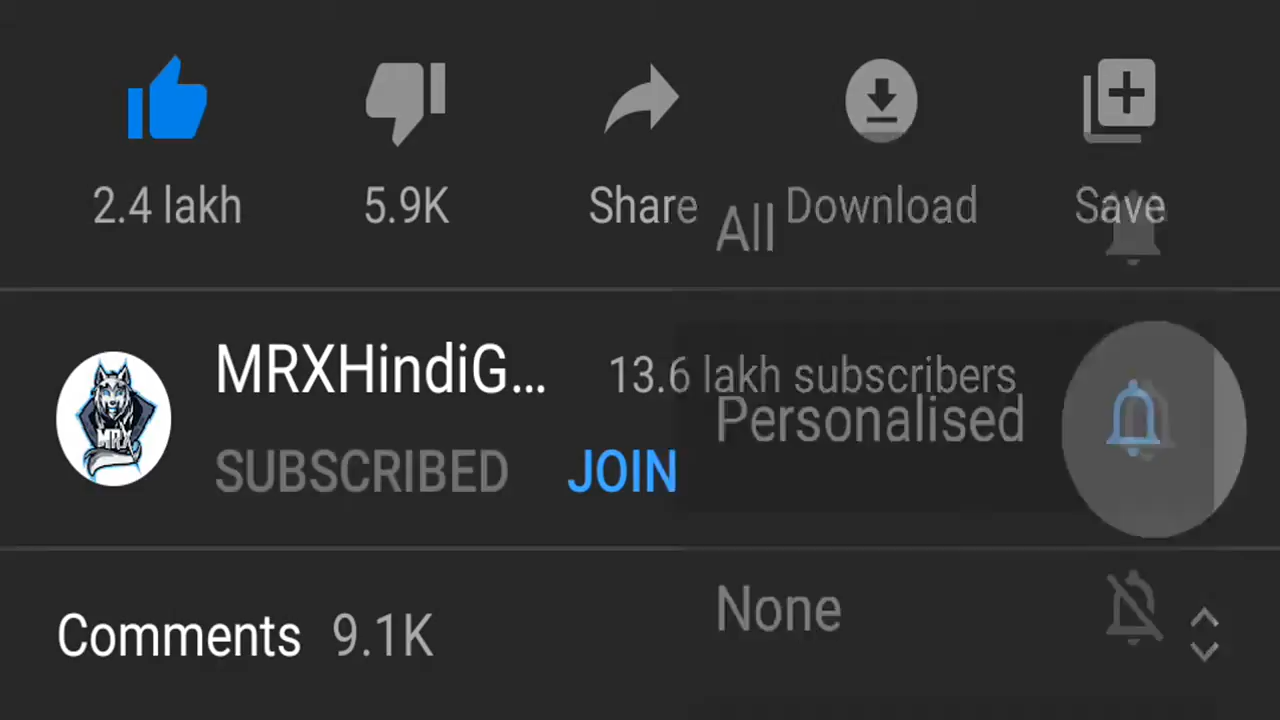 2.4 lakh 5.9K Share Download Save
All
MRXHindiG... 13.6 lakh subscribers
Personalised
SUBSCRIBED JOIN
None
Comments 9.1K
MRX